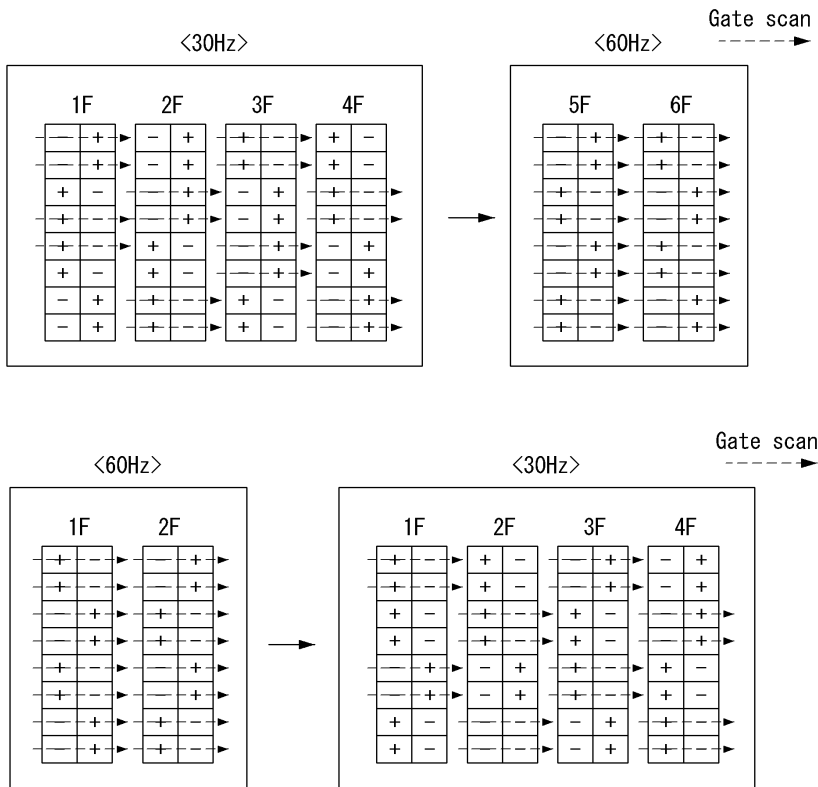 Gate scan
<30Hz>
<60Hz>
1F 2F 3F 4F 5F 6F
− + − + + − + − − + + −
− + − + + − + − − + + −
+ − − + − + + − + − − +
+ − − + − + + − + − − +
+ − + − − + − + − + + −
+ − + − − + − + − + + −
− + + − + − − + + − − +
− + + − + − − + + − − +
Gate scan
<60Hz>
<30Hz>
1F 2F 1F 2F 3F 4F
+ − − + + − + − − + − +
+ − − + + − + − − + − +
− + + − + − + − + − − +
− + + − + − + − + − − +
+ − − + − + − + + − + −
+ − − + − + − + + − + −
− + + − + − − − − + + −
− + + − + − − − − + + −